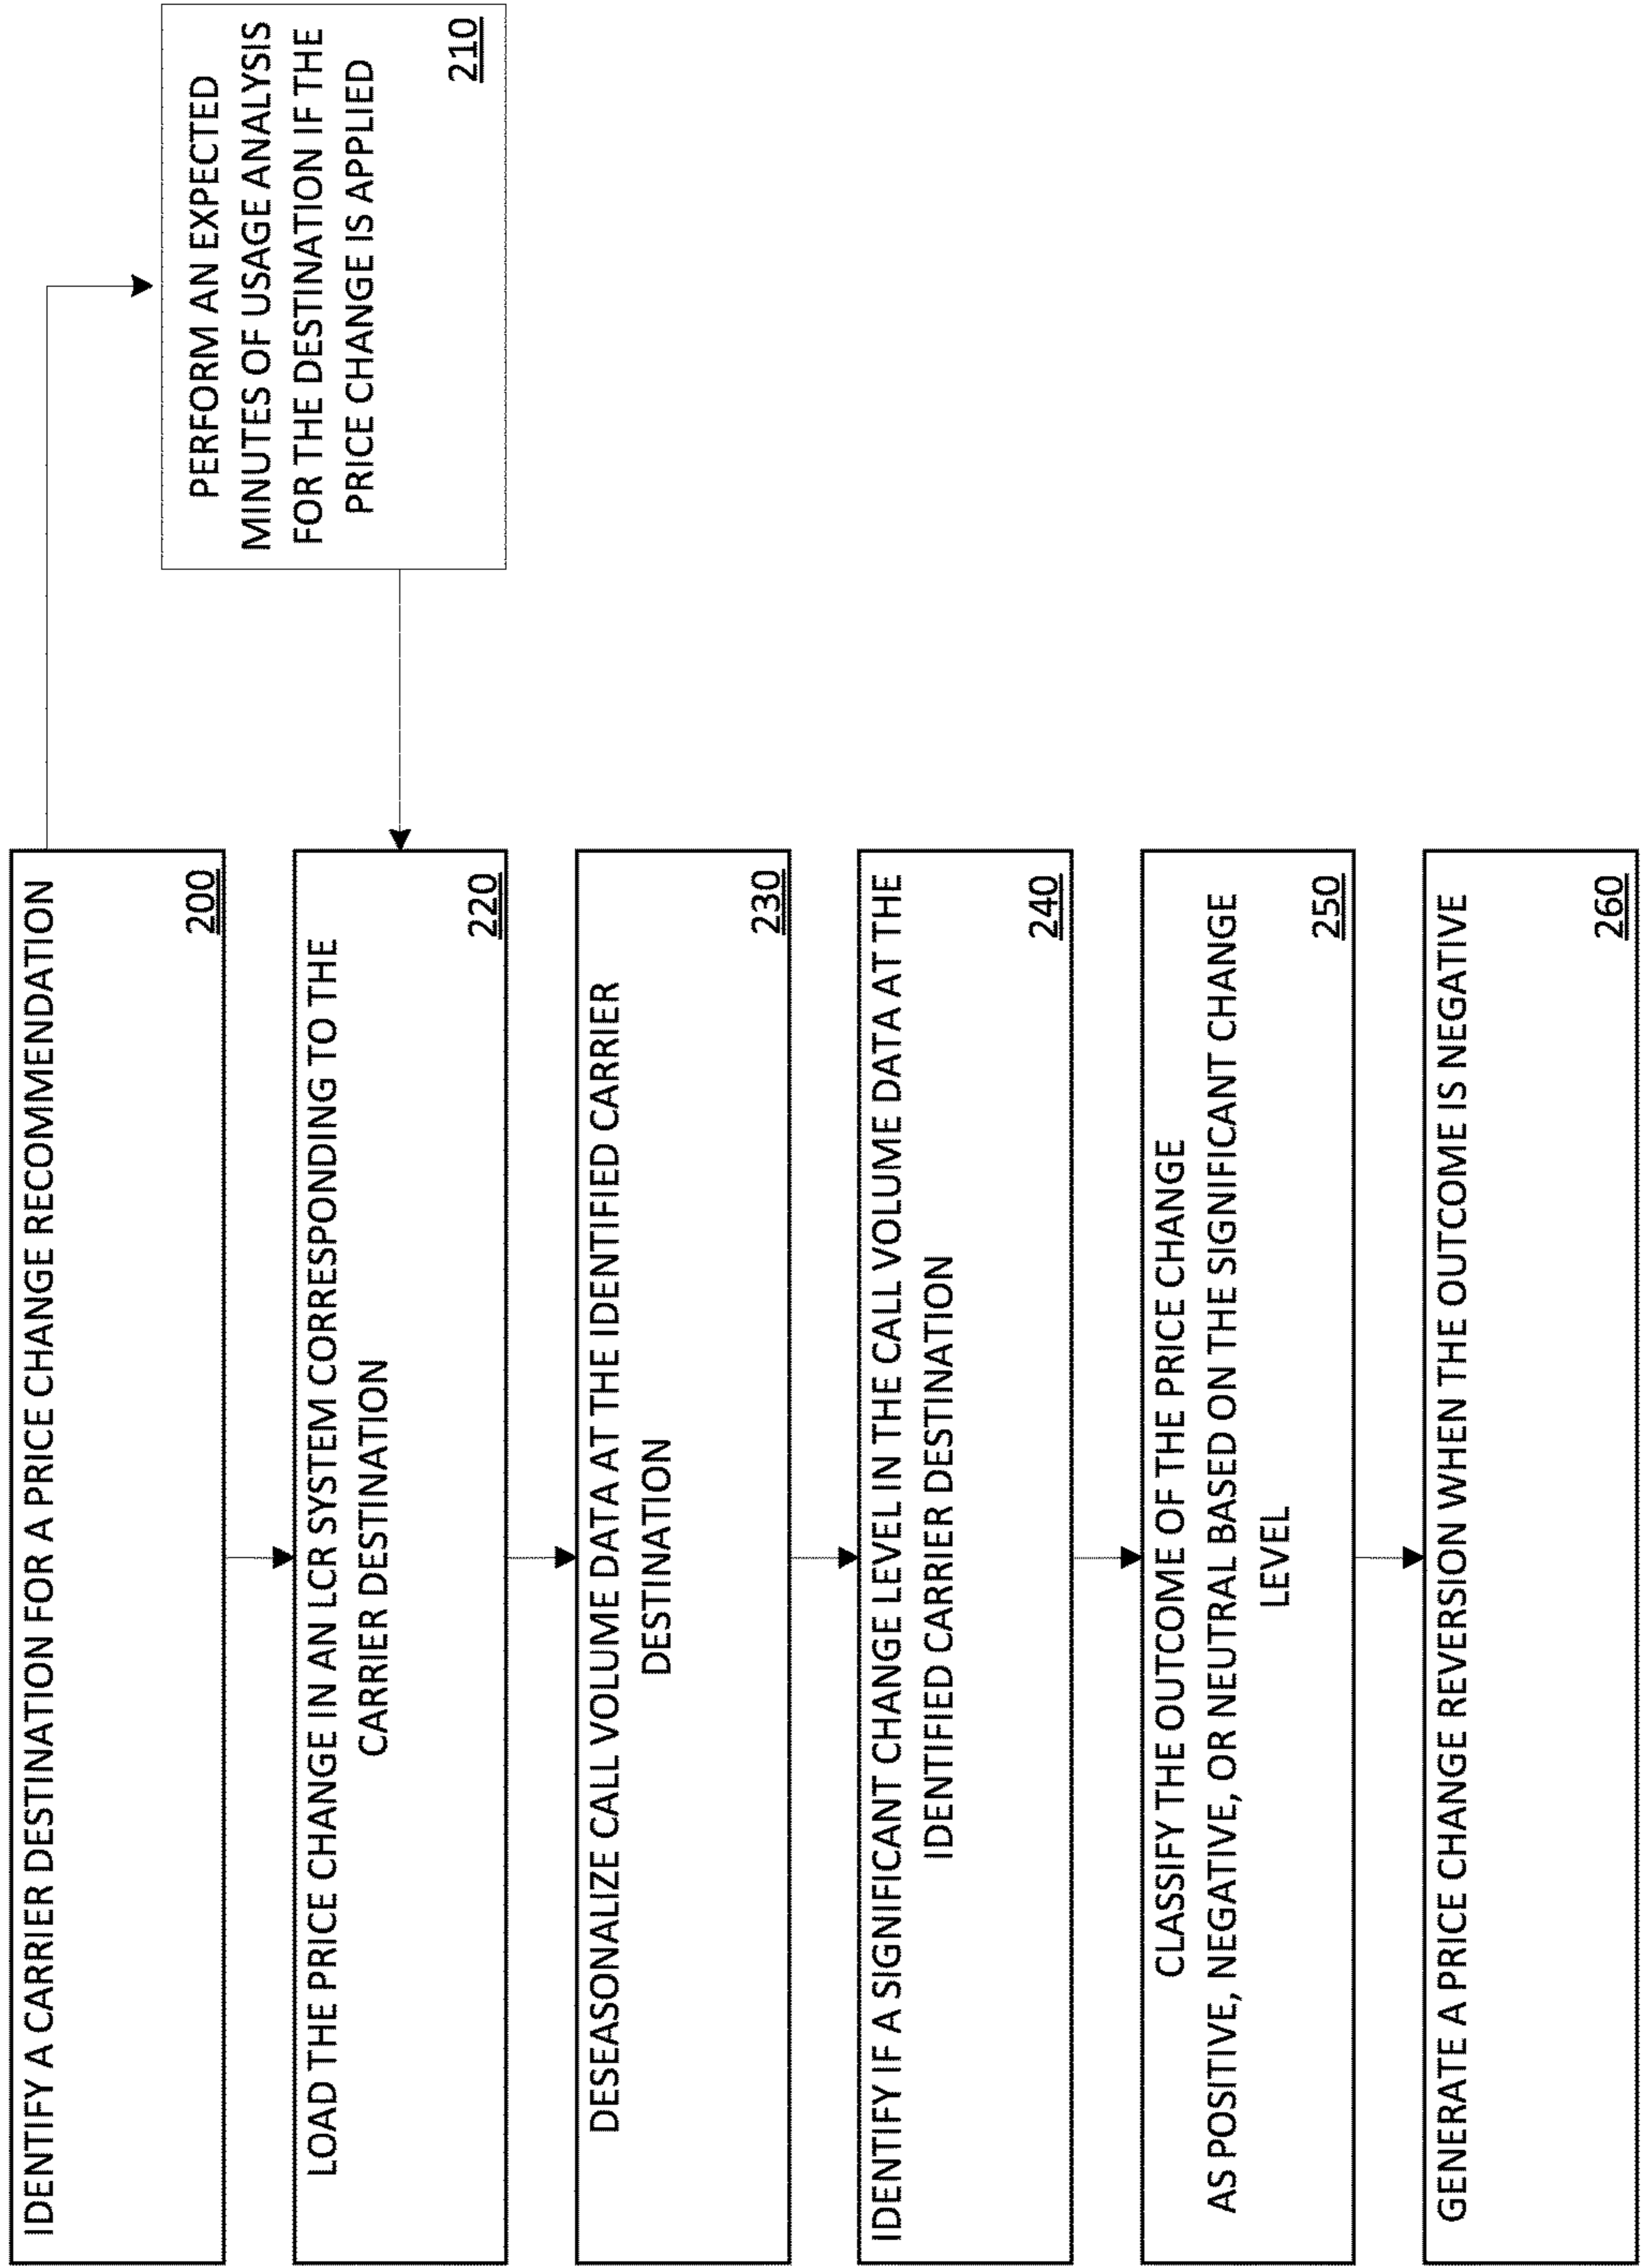 IDENTIFY A CARRIER DESTINATION FOR A PRICE CHANGE RECOMMENDATION
200
PERFORM AN EXPECTED
MINUTES OF USAGE ANALYSIS
FOR THE DESTINATION IF THE
PRICE CHANGE IS APPLIED
210
LOAD THE PRICE CHANGE IN AN LCR SYSTEM CORRESPONDING TO THE
CARRIER DESTINATION
220
DESEASONALIZE CALL VOLUME DATA AT THE IDENTIFIED CARRIER
DESTINATION
230
IDENTIFY IF A SIGNIFICANT CHANGE LEVEL IN THE CALL VOLUME DATA AT THE
IDENTIFIED CARRIER DESTINATION
240
CLASSIFY THE OUTCOME OF THE PRICE CHANGE
AS POSITIVE, NEGATIVE, OR NEUTRAL BASED ON THE SIGNIFICANT CHANGE
LEVEL
250
GENERATE A PRICE CHANGE REVERSION WHEN THE OUTCOME IS NEGATIVE
260